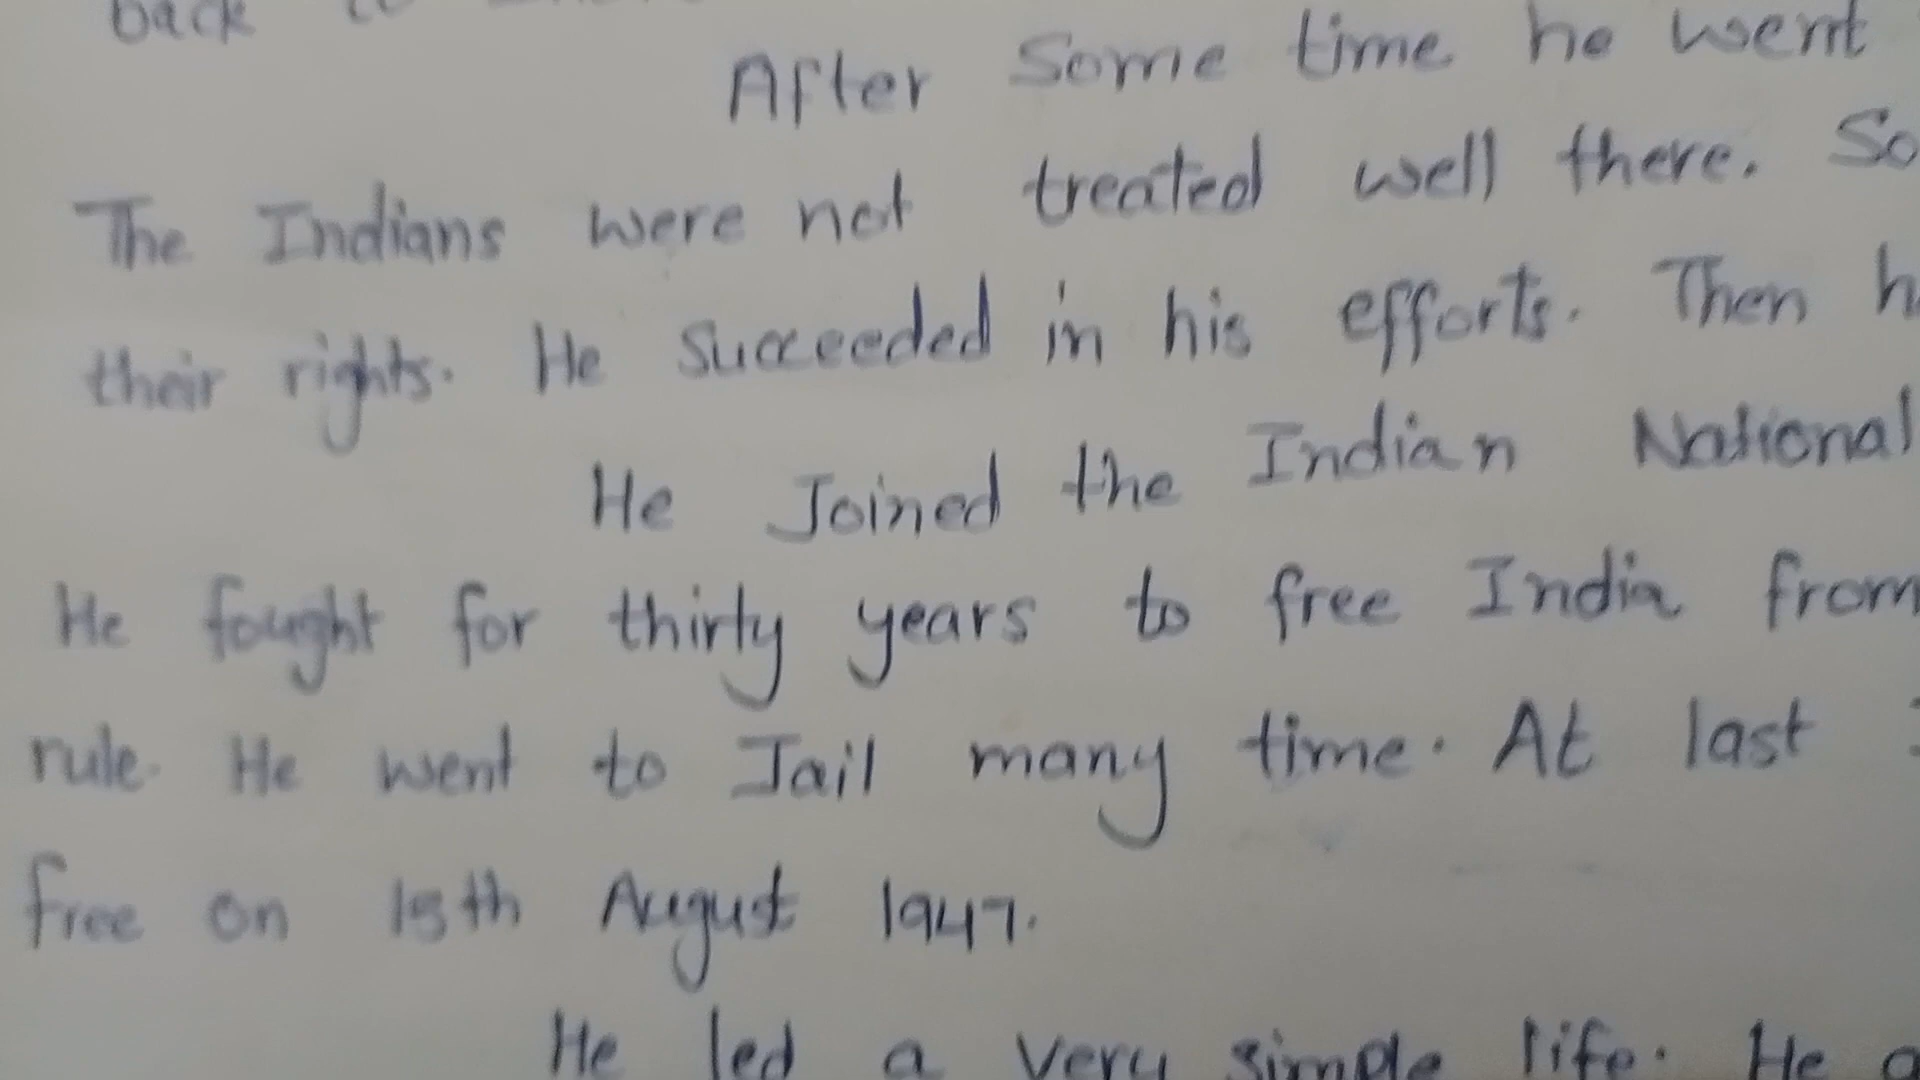 back to
After Some time he went
The Indians were not treated well there. So
their rights. He Succeeded in his efforts. Then
He Joined the Indian National
He fought for thirty years to free India from
rule. He went to Jail many time. At last
free on 15th August 1947.
He led a very simple life. He